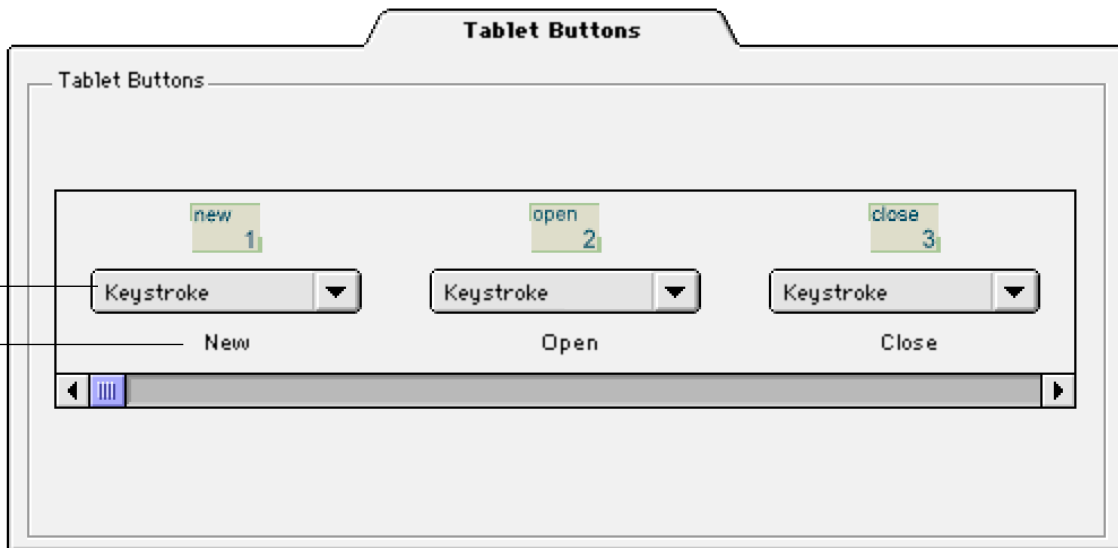 Tablet Buttons
Tablet Buttons
new
1
open
2
close
3
Keystroke
Keystroke
Keystroke
New
Open
Close